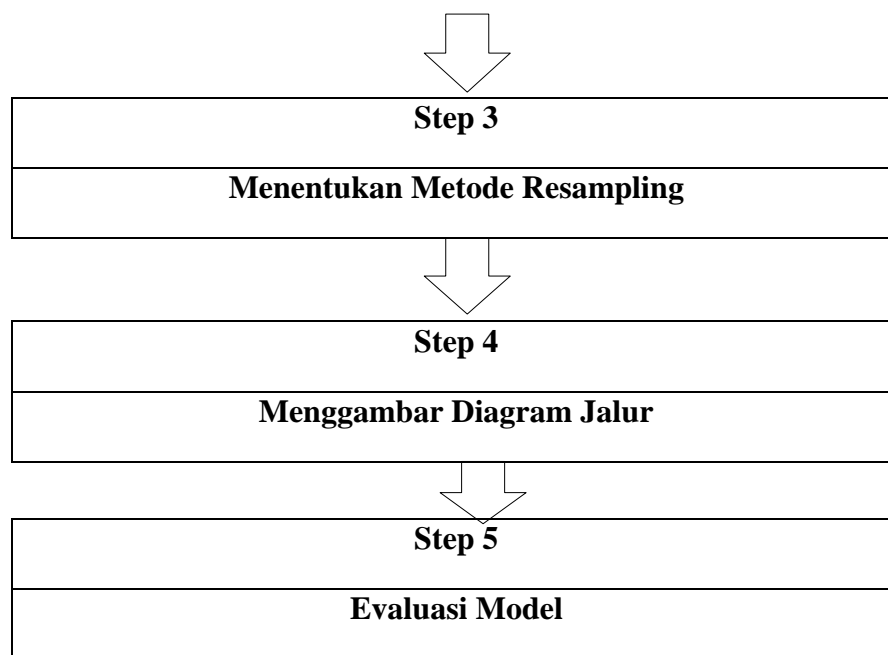 Step 3
Menentukan Metode Resampling
Step 4
Menggambar Diagram Jalur
Step 5
Evaluasi Model